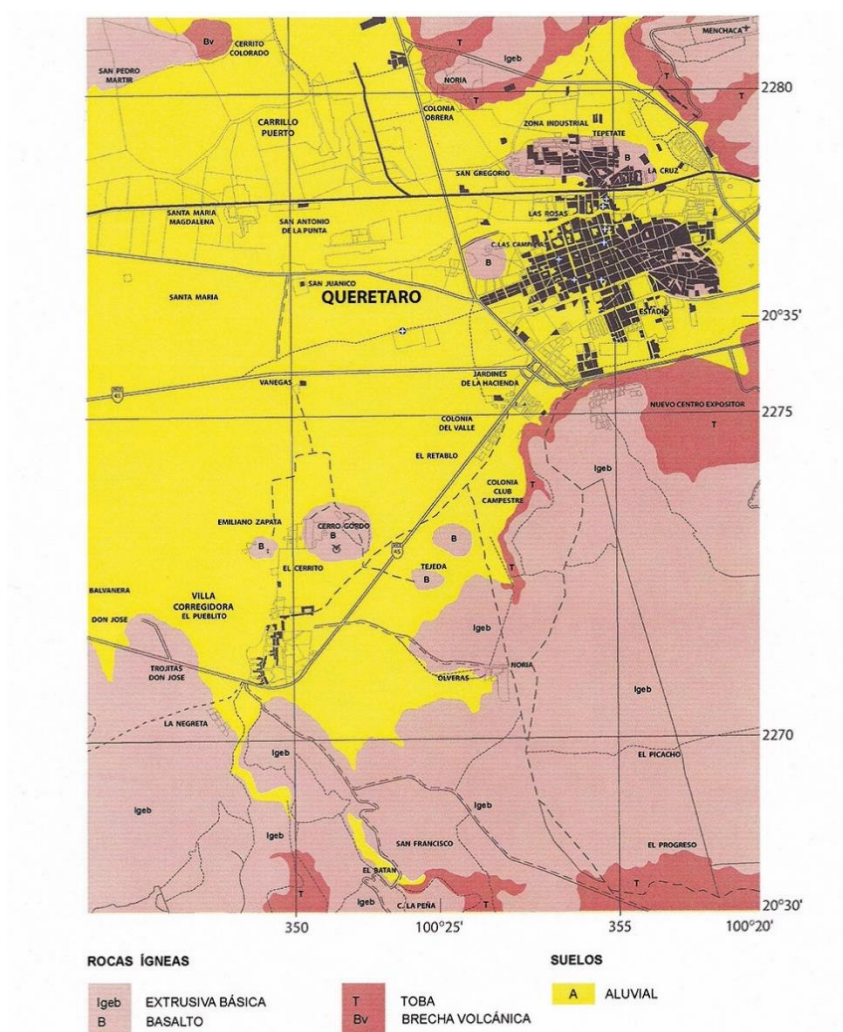 Bv
CERRITO
COLORADO
B
SAN PEDRO
MARTIR
T
Igeb
NORIA
T
MENCHACA
T
T
2280
COLONIA
OBRERA
CARRILLO
PUERTO
ZONA INDUSTRIAL
TEPETATE
B
SAN GREGORIO
LA CRUZ
SANTA MARIA
MAGDALENA
SAN ANTONIO
DE LA PUNTA
LAS ROSAS
C. LAS CAMPANAS
B
SAN JUANICO
SANTA MARIA
QUERETARO
ESTADIO
20°35'
VANEGAS
JARDINES
DE LA HACIENDA
45
NUEVO CENTRO EXPOSITOR
2275
T
COLONIA
DEL VALLE
EL RETABLO
Igeb
COLONIA
CLUB
CAMPESTRE
T
EMILIANO ZAPATA
CERRO GORDO
B
B
B
45
EL CERRITO
TEJEDA
B
T
BALVANERA
VILLA
CORREGIDORA
EL PUEBLITO
DON JOSE
Igeb
TROJITAS
DON JOSE
NORIA
OLVERAS
Igeb
LA NEGRETA
2270
Igeb
EL PICACHO
Igeb
Igeb
SAN FRANCISCO
EL PROGRESO
EL BATAN
T
T
Igeb
C. LA PEÑA
T
20°30'
350
100°25'
355
100°20'
ROCAS ÍGNEAS
SUELOS
Igeb EXTRUSIVA BÁSICA
T TOBA
A ALUVIAL
B BASALTO
Bv BRECHA VOLCÁNICA